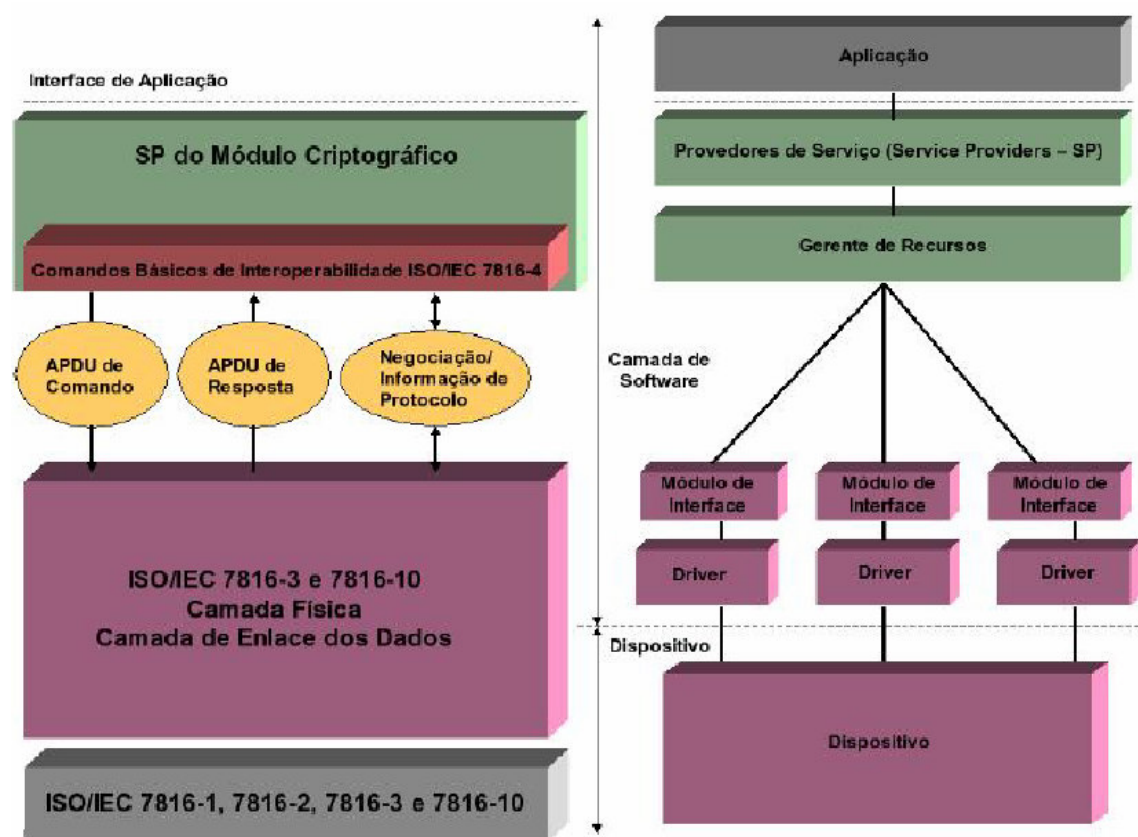 Interface de Aplicação
SP do Módulo Criptográfico
Comandos Básicos de Interoperabilidade ISO/IEC 7816-4
APDU de
Comando
APDU de
Resposta
Negociação/
Informação de
Protocolo
ISO/IEC 7816-3 e 7816-10
Camada Física
Camada de Enlace dos Dados
ISO/IEC 7816-1, 7816-2, 7816-3 e 7816-10
Aplicação
Provedores de Serviço (Service Providers – SP)
Gerente de Recursos
Camada de
Software
Módulo de
Interface
Módulo de
Interface
Módulo de
Interface
Driver
Driver
Driver
Dispositivo
Dispositivo